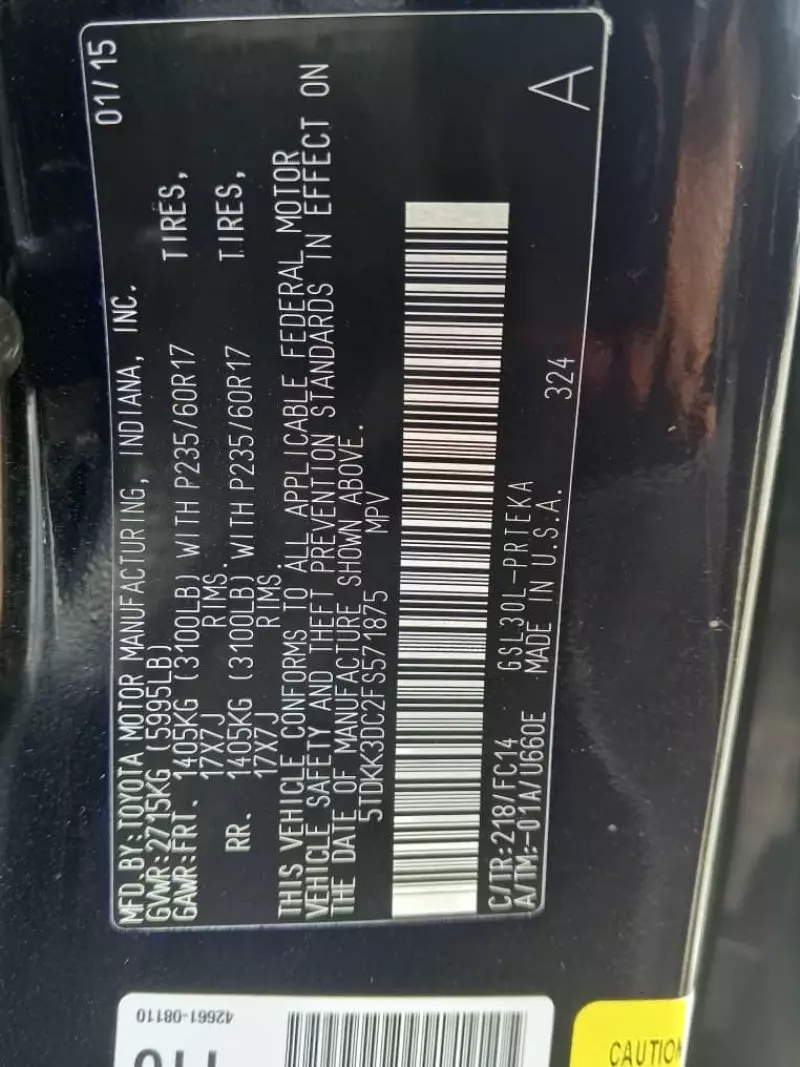 MFD.BY:TOYOTA MOTOR MANUFACTURING, INDIANA, INC. 01/15
GVWR:2715KG (5995LB)
GAWR:FRT. 1405KG (3100LB) WITH P235/60R17 TIRES,
17X7J RIMS.
RR. 1405KG (3100LB) WITH P235/60R17 TIRES,
17X7J RIMS.
THIS VEHICLE CONFORMS TO ALL APPLICABLE FEDERAL MOTOR
VEHICLE SAFETY AND THEFT PREVENTION STANDARDS IN EFFECT ON
THE DATE OF MANUFACTURE SHOWN ABOVE.
5TDKK3DC2FS571875 MPV
C/TR:218/FC14 GSL30L-PRTEKA
A/TM:-01A/U660E MADE IN U.S.A. 324 A
42661-08110
CAUTION